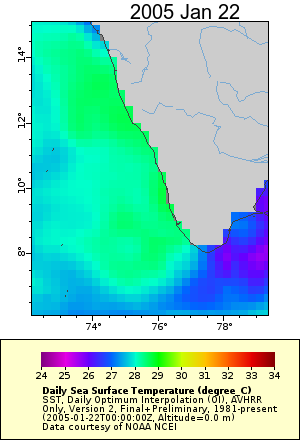 2005 Jan 22
14°
12°
10°
8°
74° 76° 78°
24 25 26 27 28 29 30 31 32 33 34
Daily Sea Surface Temperature (degree_C)
SST, Daily Optimum Interpolation (OI), AVHRR
Only, Version 2, Final+Preliminary, 1981-present
(2005-01-22T00:00:00Z, Altitude=0.0 m)
Data courtesy of NOAA NCEI